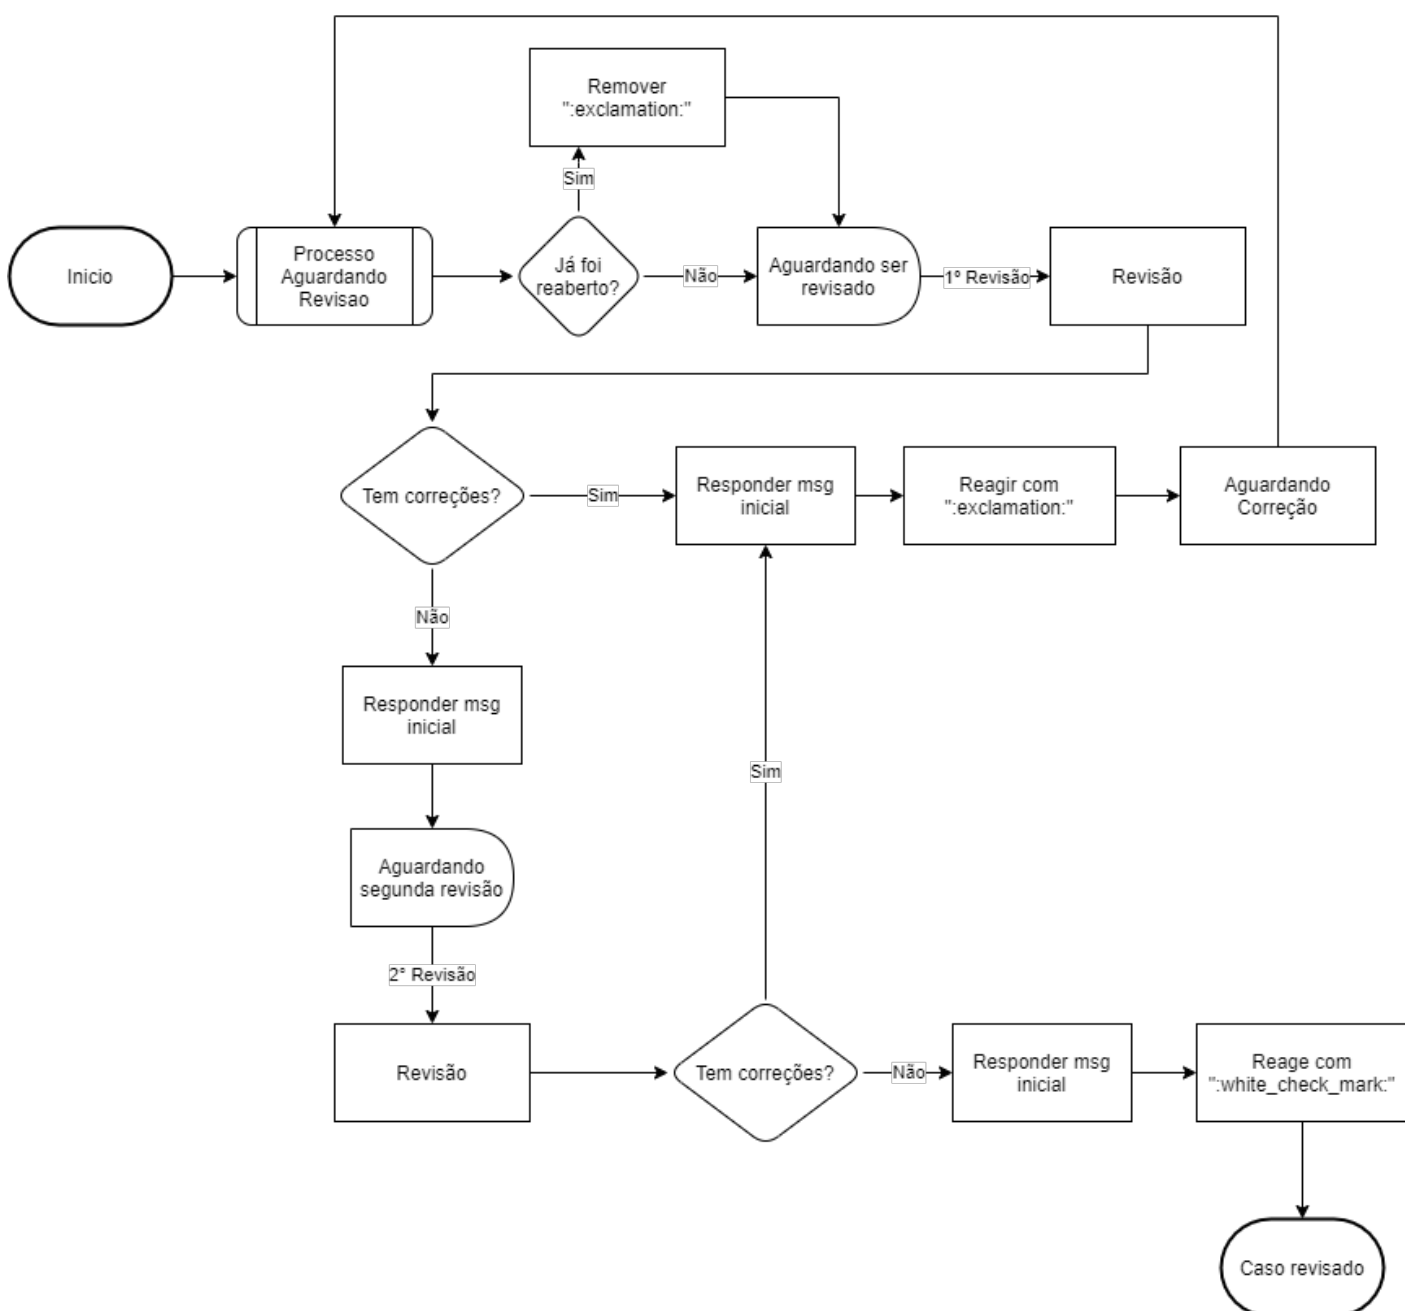 Remover
":exclamation:"
Sim
Inicio
Processo
Aguardando
Revisao
Já foi
reaberto?
Não
Aguardando ser
revisado
1º Revisão
Revisão
Tem correções?
Sim
Responder msg
inicial
Reagir com
":exclamation:"
Aguardando
Correção
Não
Responder msg
inicial
Sim
Aguardando
segunda revisão
2° Revisão
Revisão
Tem correções?
Não
Responder msg
inicial
Reage com
":white_check_mark:"
Caso revisado